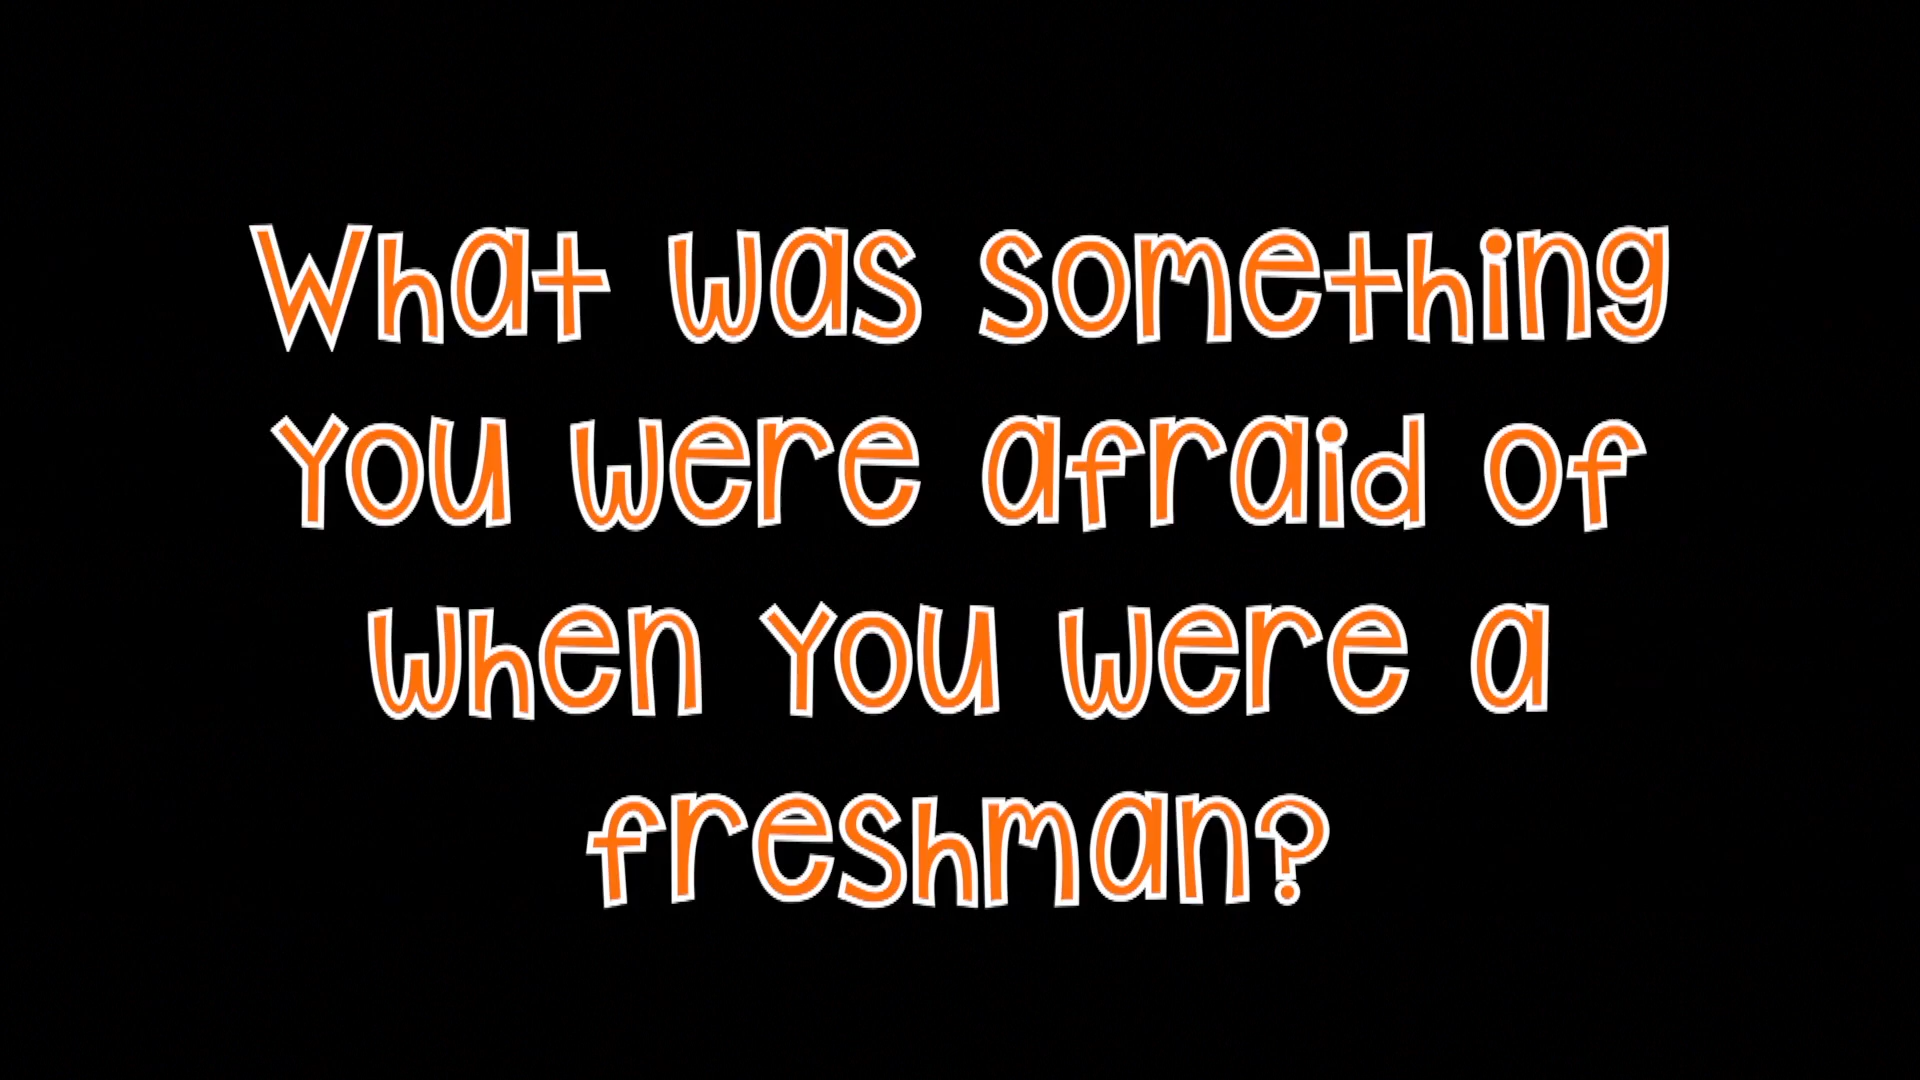 What was something
you were afraid of
when you were a
freshman?